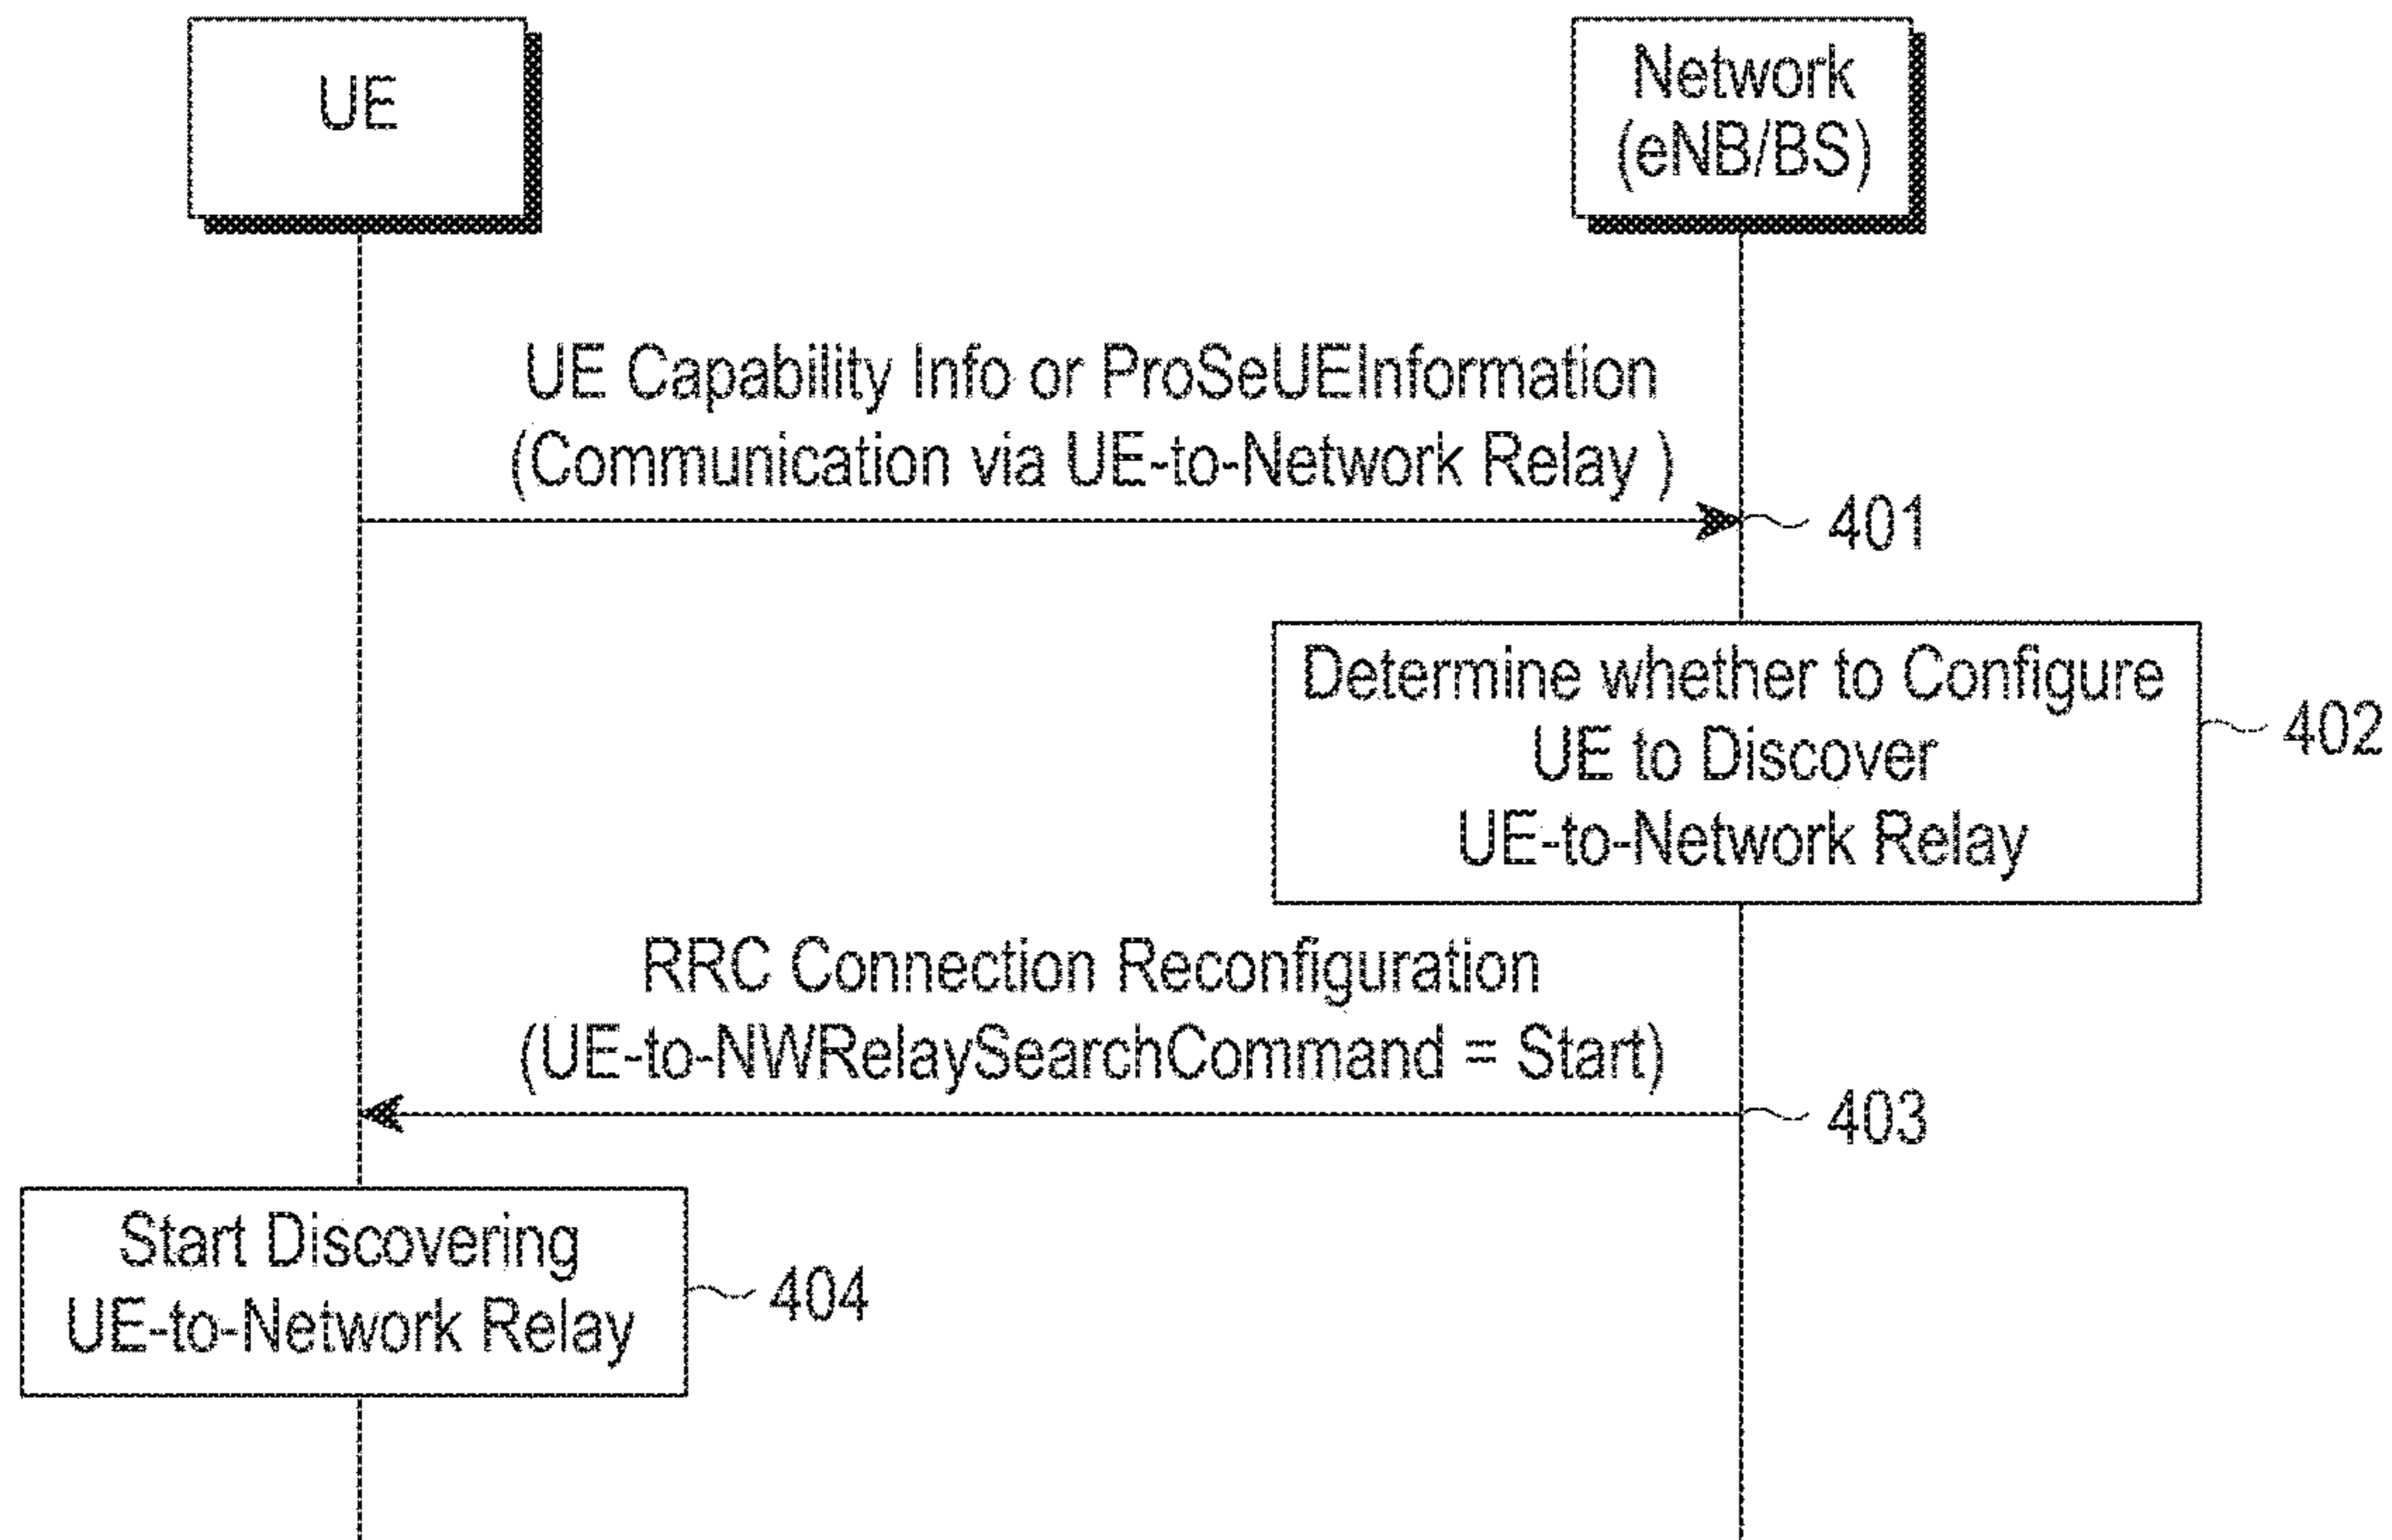 UE
Network
(eNB/BS)
UE Capability Info or ProSeUEInformation
(Communication via UE-to-Network Relay )
401
Determine whether to Configure
UE to Discover
UE-to-Network Relay
402
RRC Connection Reconfiguration
(UE-to-NWRelaySearchCommand = Start)
403
Start Discovering
UE-to-Network Relay
404